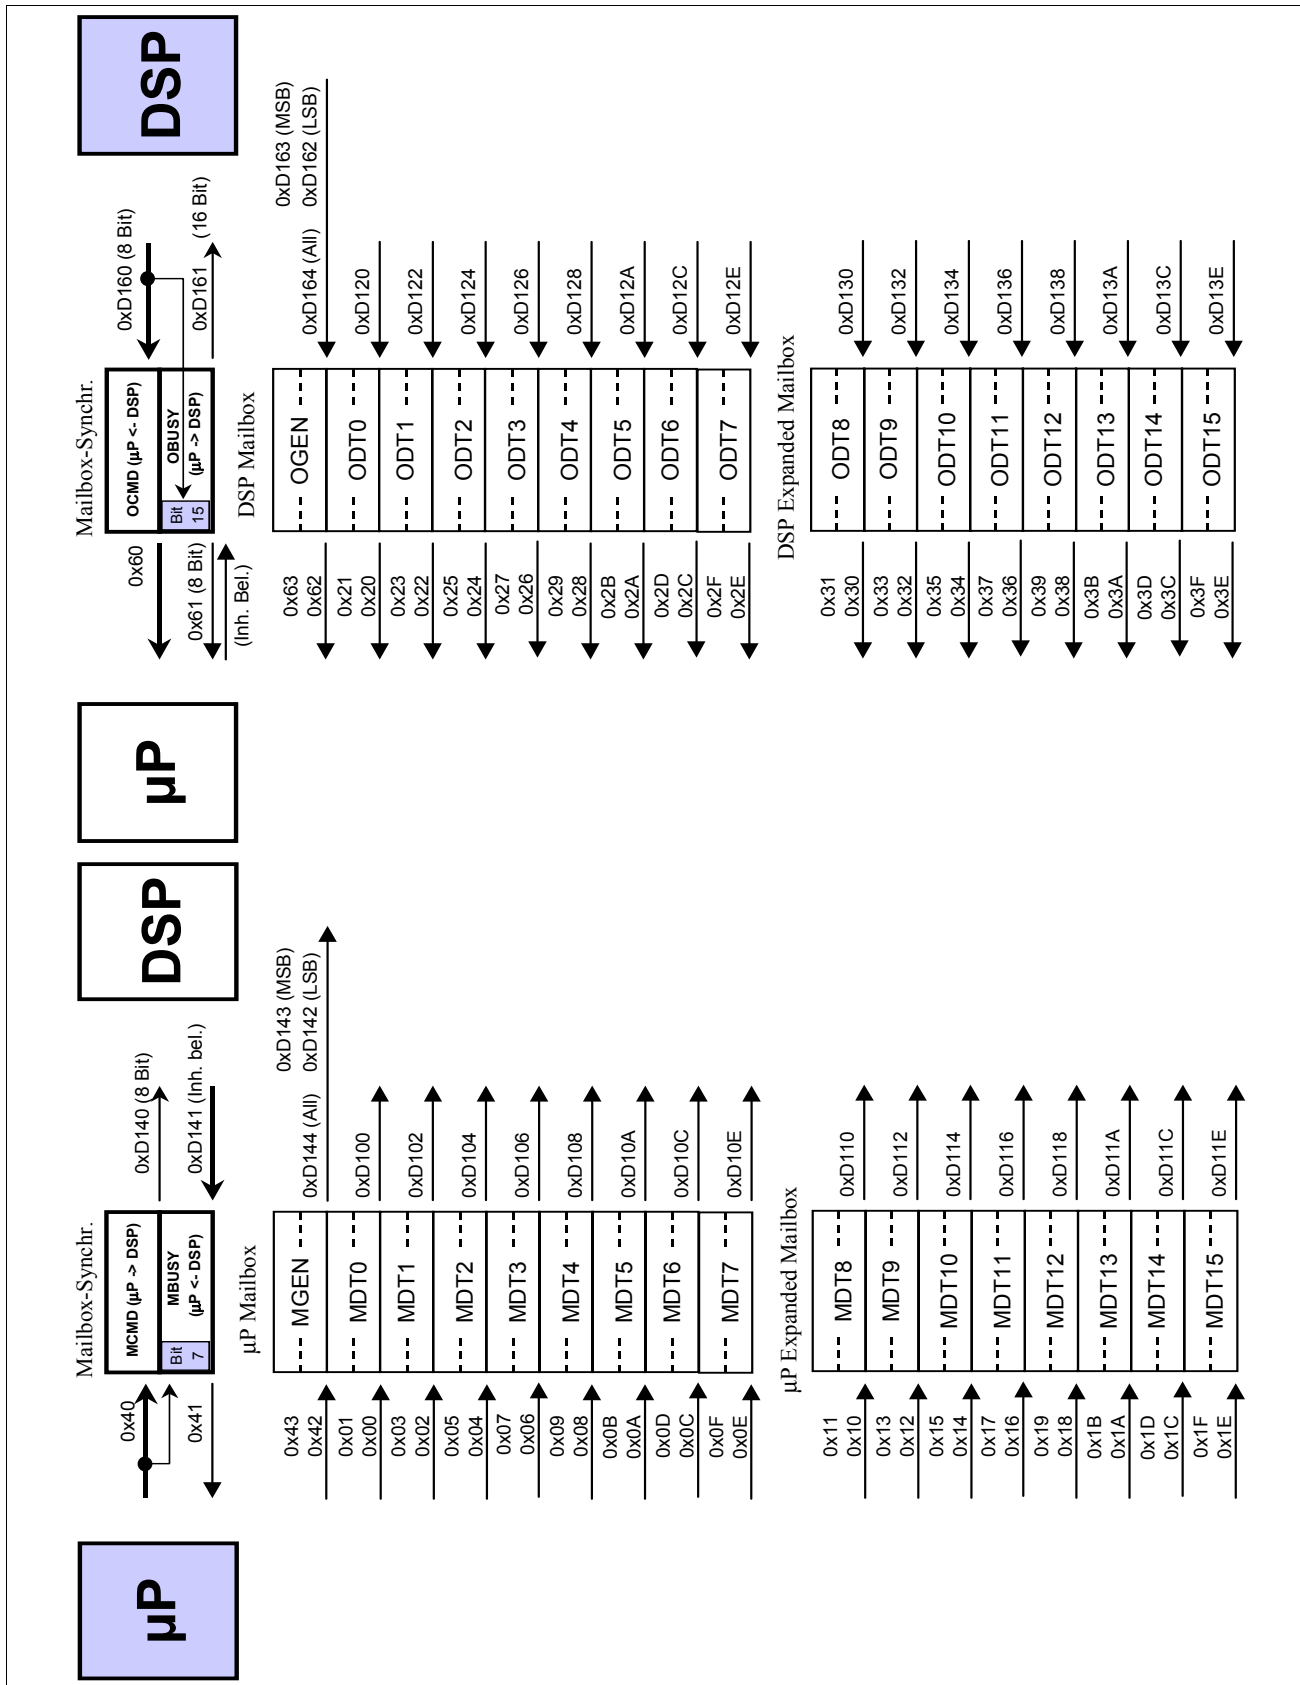 µP
DSP
Mailbox-Synchr.
0x40
MCMD (µP -> DSP)
0xD140 (8 Bit)
Bit
7
MBUSY
(µP <- DSP)
0x41
0xD141 (Inh. bel.)
µP Mailbox
0xD143 (MSB)
0xD142 (LSB)
0x43
0x42
MGEN
0xD144 (All)
0x01
0x00
MDT0
0xD100
0x03
0x02
MDT1
0xD102
0x05
0x04
MDT2
0xD104
0x07
0x06
MDT3
0xD106
0x09
0x08
MDT4
0xD108
0x0B
0x0A
MDT5
0xD10A
0x0D
0x0C
MDT6
0xD10C
0x0F
0x0E
MDT7
0xD10E
µP Expanded Mailbox
0x11
0x10
MDT8
0xD110
0x13
0x12
MDT9
0xD112
0x15
0x14
MDT10
0xD114
0x17
0x16
MDT11
0xD116
0x19
0x18
MDT12
0xD118
0x1B
0x1A
MDT13
0xD11A
0x1D
0x1C
MDT14
0xD11C
0x1F
0x1E
MDT15
0xD11E
µP
DSP
Mailbox-Synchr.
0x60
OCMD (µP <- DSP)
0xD160 (8 Bit)
0x61 (8 Bit)
(Inh. Bel.)
Bit
15
OBUSY
(µP -> DSP)
0xD161
(16 Bit)
DSP Mailbox
0xD163 (MSB)
0xD162 (LSB)
0x63
0x62
OGEN
0xD164 (All)
0x21
0x20
ODT0
0xD120
0x23
0x22
ODT1
0xD122
0x25
0x24
ODT2
0xD124
0x27
0x26
ODT3
0xD126
0x29
0x28
ODT4
0xD128
0x2B
0x2A
ODT5
0xD12A
0x2D
0x2C
ODT6
0xD12C
0x2F
0x2E
ODT7
0xD12E
DSP Expanded Mailbox
0x31
0x30
ODT8
0xD130
0x33
0x32
ODT9
0xD132
0x35
0x34
ODT10
0xD134
0x37
0x36
ODT11
0xD136
0x39
0x38
ODT12
0xD138
0x3B
0x3A
ODT13
0xD13A
0x3D
0x3C
ODT14
0xD13C
0x3F
0x3E
ODT15
0xD13E